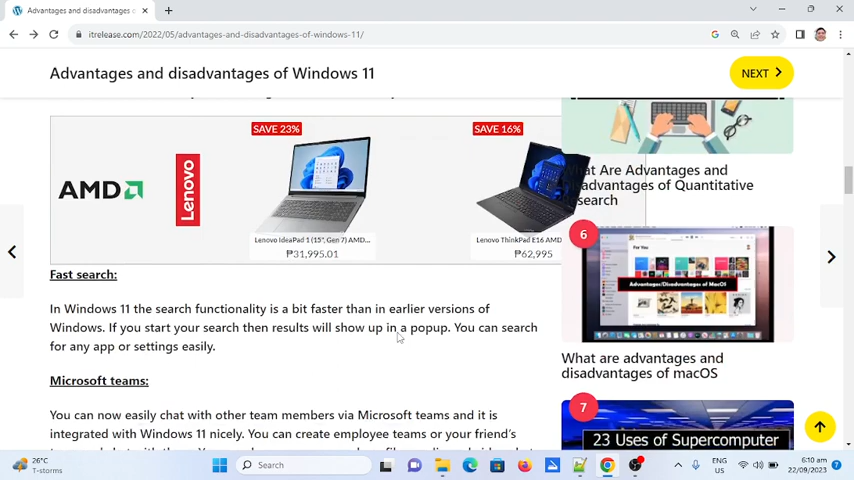 Advantages and disadvantages o
itrelease.com/2022/05/advantages-and-disadvantages-of-windows-11/
Advantages and disadvantages of Windows 11
NEXT
SAVE 23%
SAVE 16%
AMD
Lenovo
Lenovo IdeaPad 1 (15", Gen 7) AMD...
₱31,995.01
Lenovo ThinkPad E16 AMD
₱62,995
Fast search:
In Windows 11 the search functionality is a bit faster than in earlier versions of
Windows. If you start your search then results will show up in a popup. You can search
for any app or settings easily.
Microsoft teams:
You can now easily chat with other team members via Microsoft teams and it is
integrated with Windows 11 nicely. You can create employee teams or your friend's
What Are Advantages and
disadvantages of Quantitative
search
6
For You
Advantages/Disadvantages of MacOS
What are advantages and
disadvantages of macOS
7
23 Uses of Supercomputer
26°C
T-storms
Search
ENG
US
6:10 pm
22/09/2023